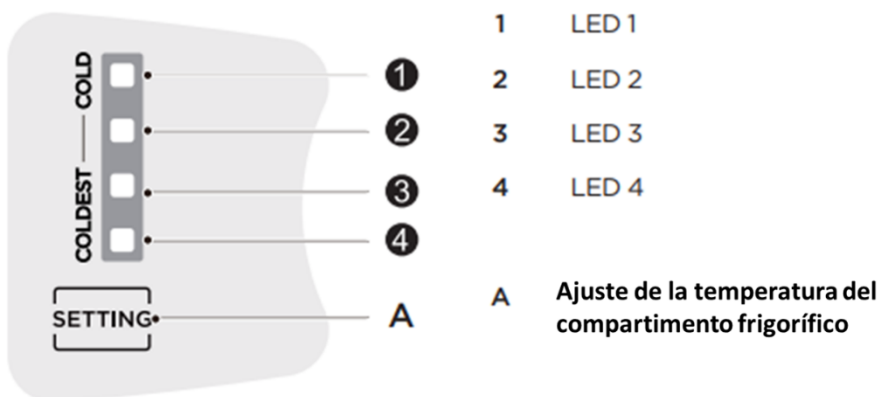 COLDEST — COLD
1
2
3
4
SETTING
A
1 LED 1
2 LED 2
3 LED 3
4 LED 4
A Ajuste de la temperatura del
compartimento frigorífico